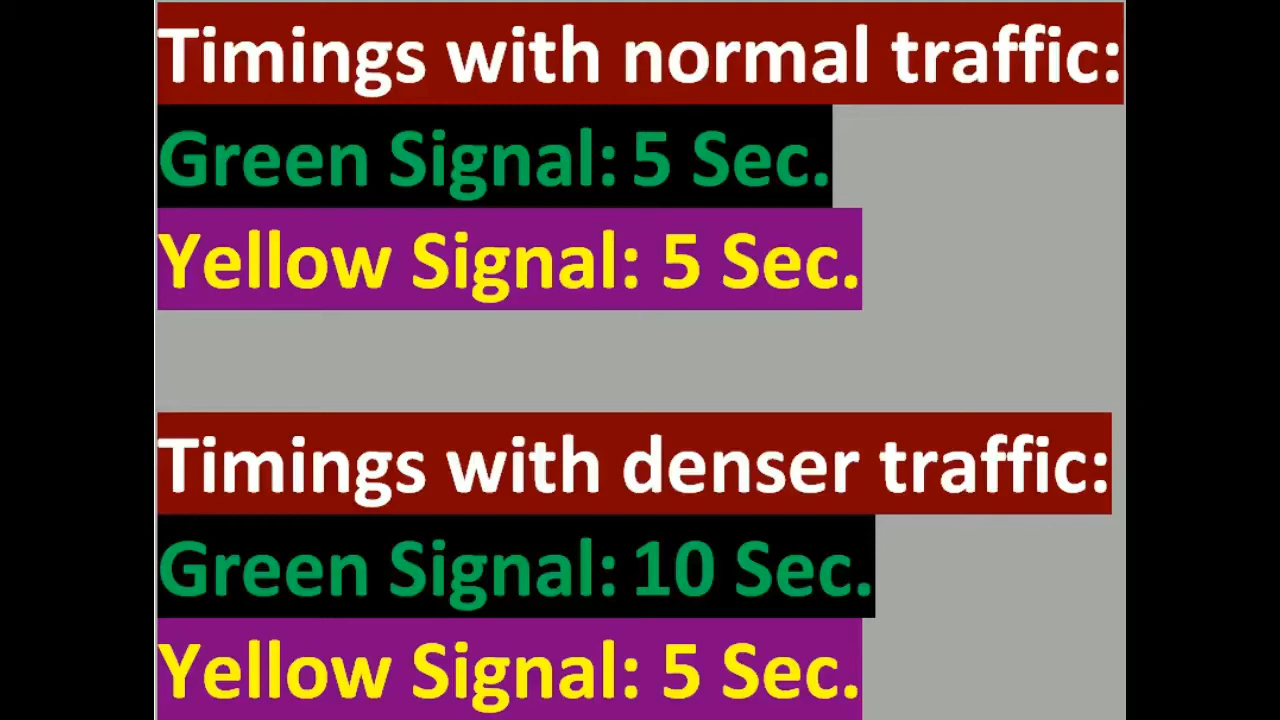 Timings with normal traffic:
Green Signal: 5 Sec.
Yellow Signal: 5 Sec.
Timings with denser traffic:
Green Signal: 10 Sec.
Yellow Signal: 5 Sec.